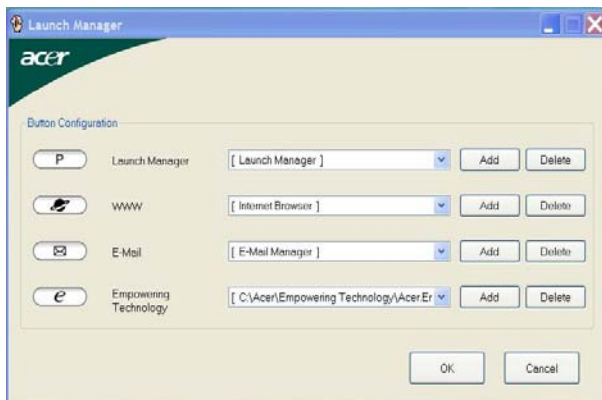 Launch Manager
acer
Button Configuration
P Launch Manager [ Launch Manager ] Add Delete
WWW [ Internet Browser ] Add Delete
E-Mail [ E-Mail Manager ] Add Delete
e Empowering Technology [ C:\Acer\Empowering Technology\Acer.Er Add Delete
OK Cancel